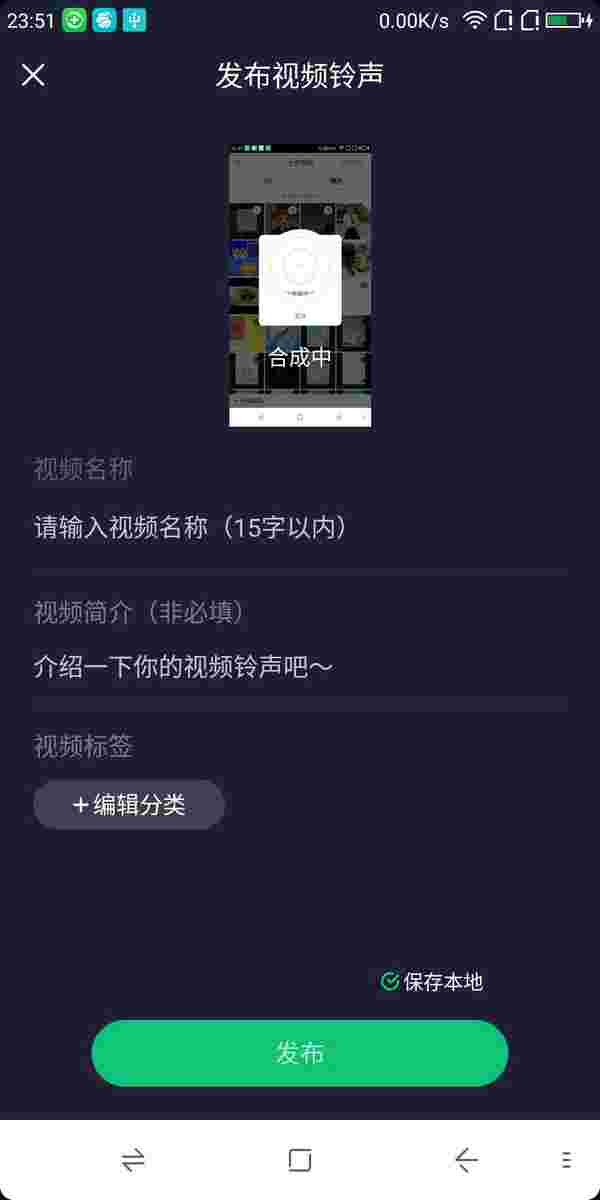 23:51
0.00K/s
发布视频铃声
合成中
视频名称
请输入视频名称（15字以内）
视频简介（非必填）
介绍一下你的视频铃声吧～
视频标签
+编辑分类
保存本地
发布